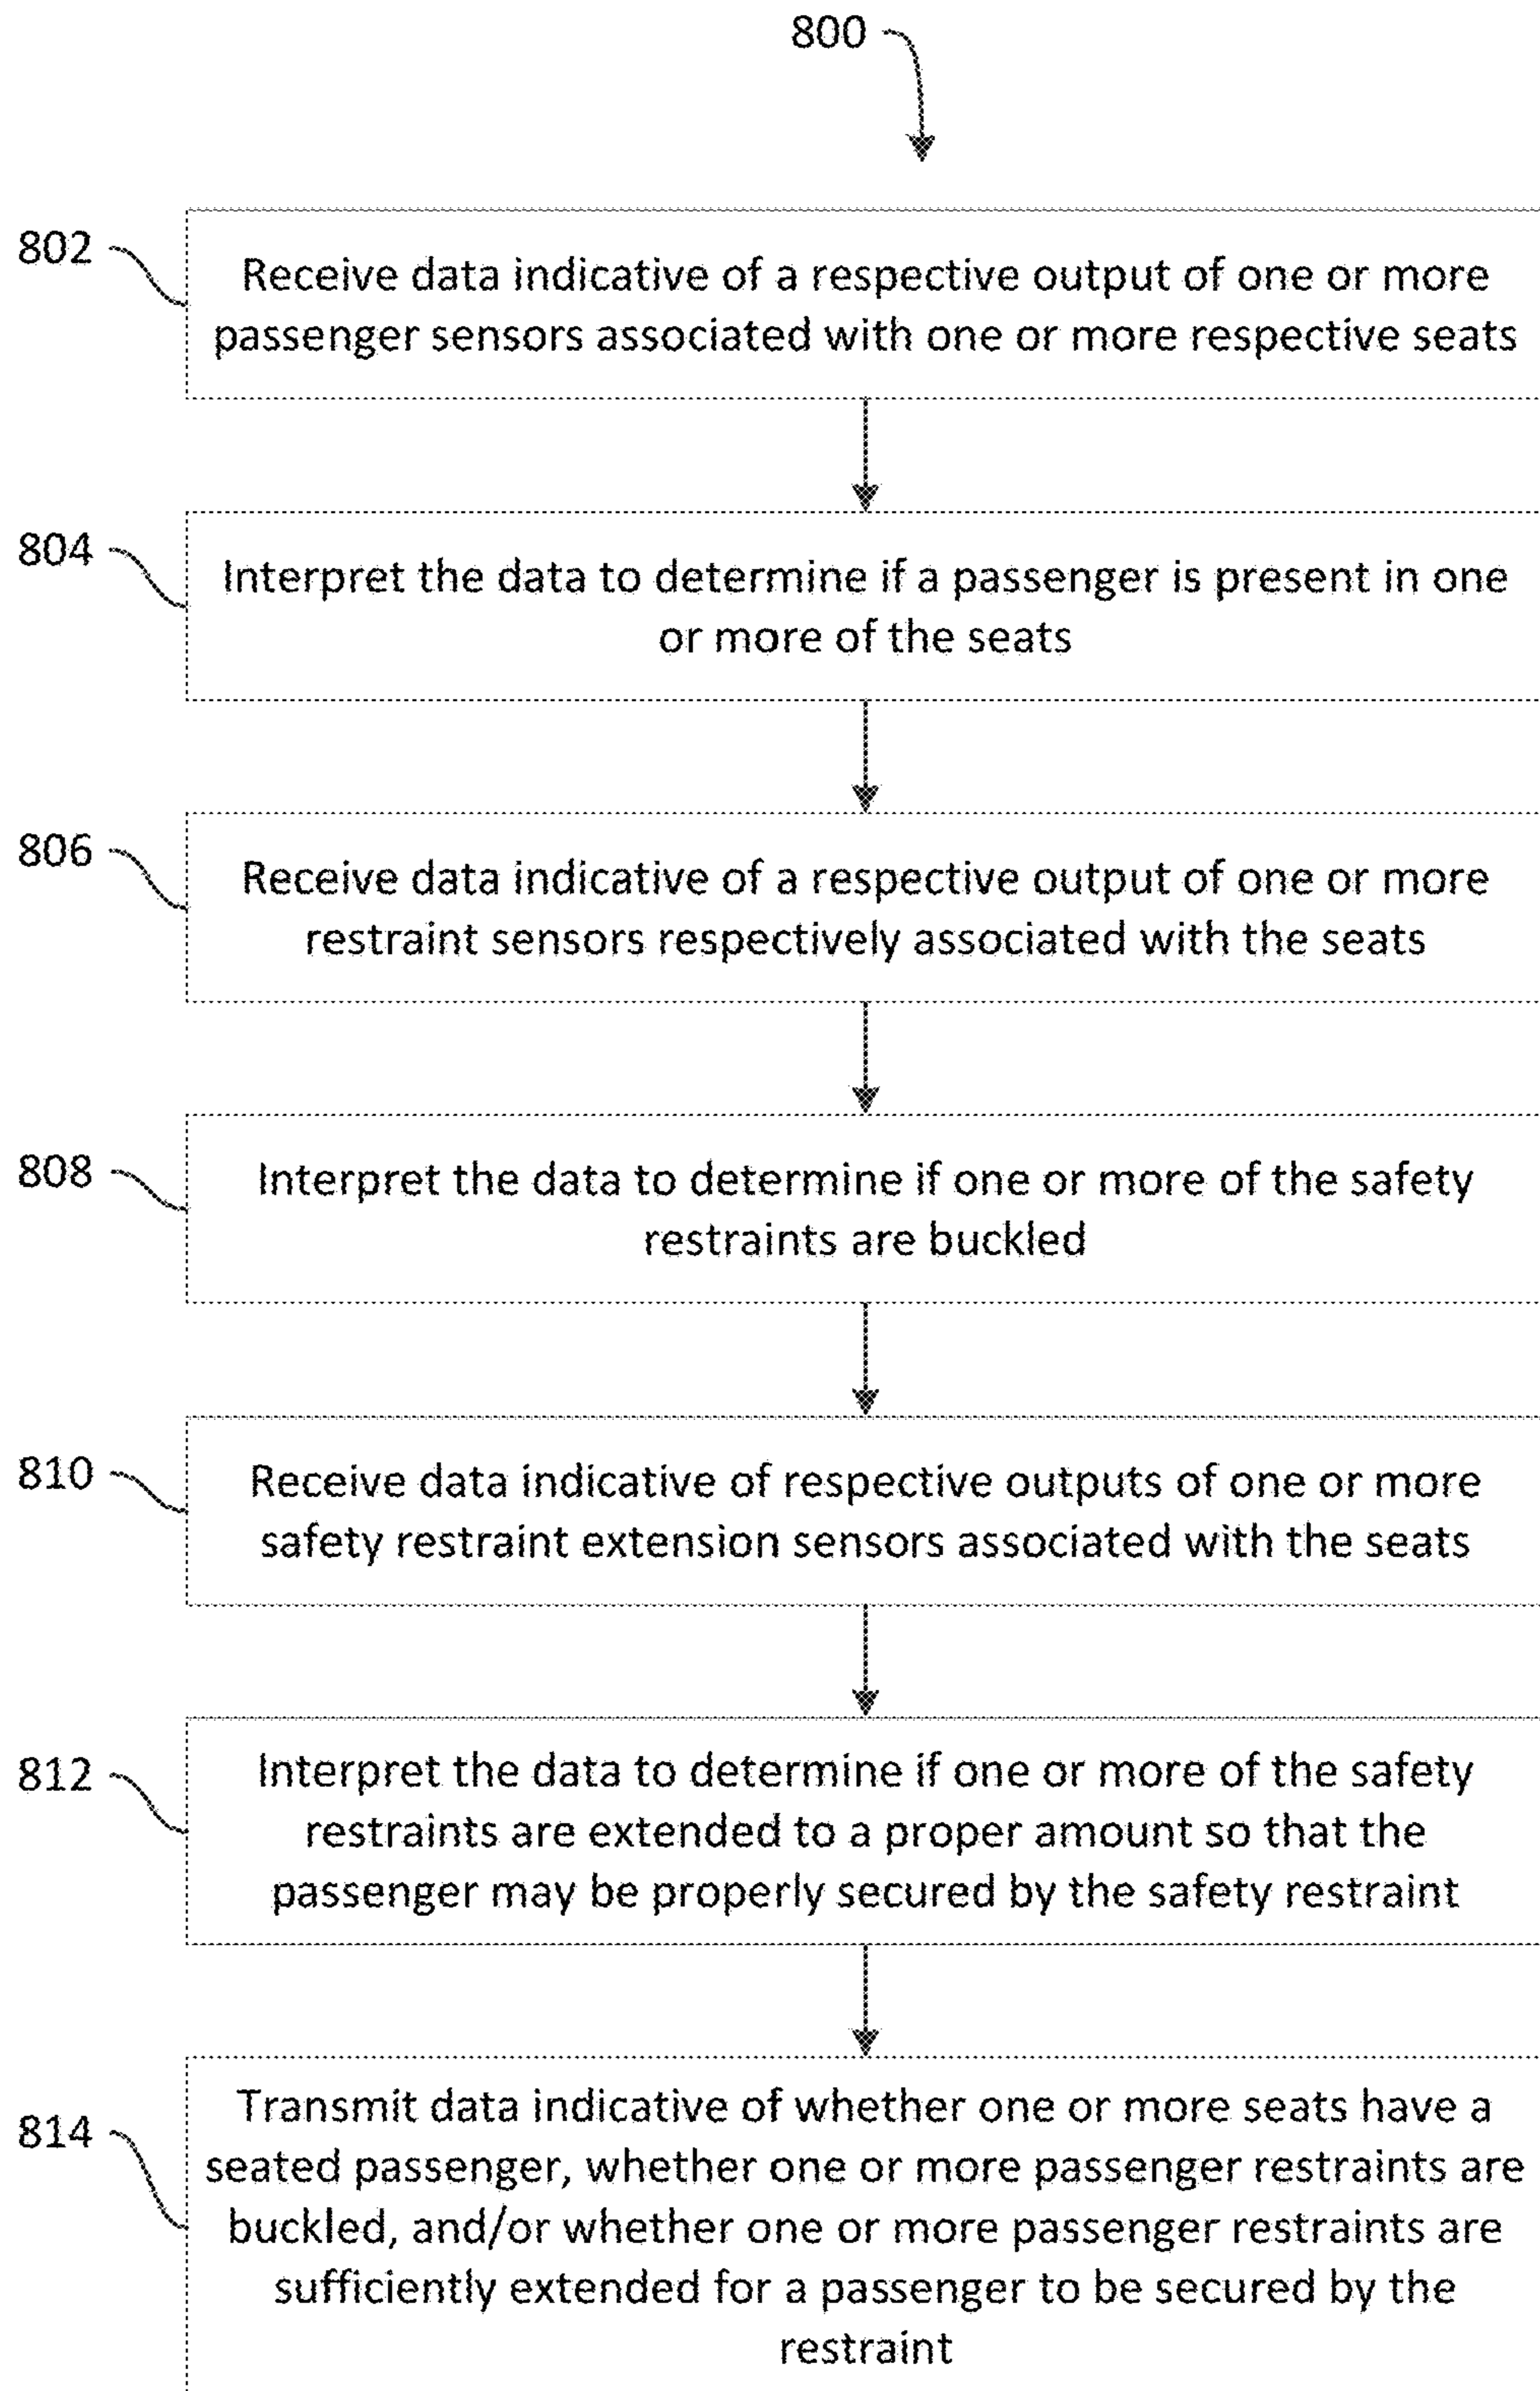 800
802
Receive data indicative of a respective output of one or more
passenger sensors associated with one or more respective seats
804
Interpret the data to determine if a passenger is present in one
or more of the seats
806
Receive data indicative of a respective output of one or more
restraint sensors respectively associated with the seats
808
Interpret the data to determine if one or more of the safety
restraints are buckled
810
Receive data indicative of respective outputs of one or more
safety restraint extension sensors associated with the seats
812
Interpret the data to determine if one or more of the safety
restraints are extended to a proper amount so that the
passenger may be properly secured by the safety restraint
814
Transmit data indicative of whether one or more seats have a
seated passenger, whether one or more passenger restraints are
buckled, and/or whether one or more passenger restraints are
sufficiently extended for a passenger to be secured by the
restraint